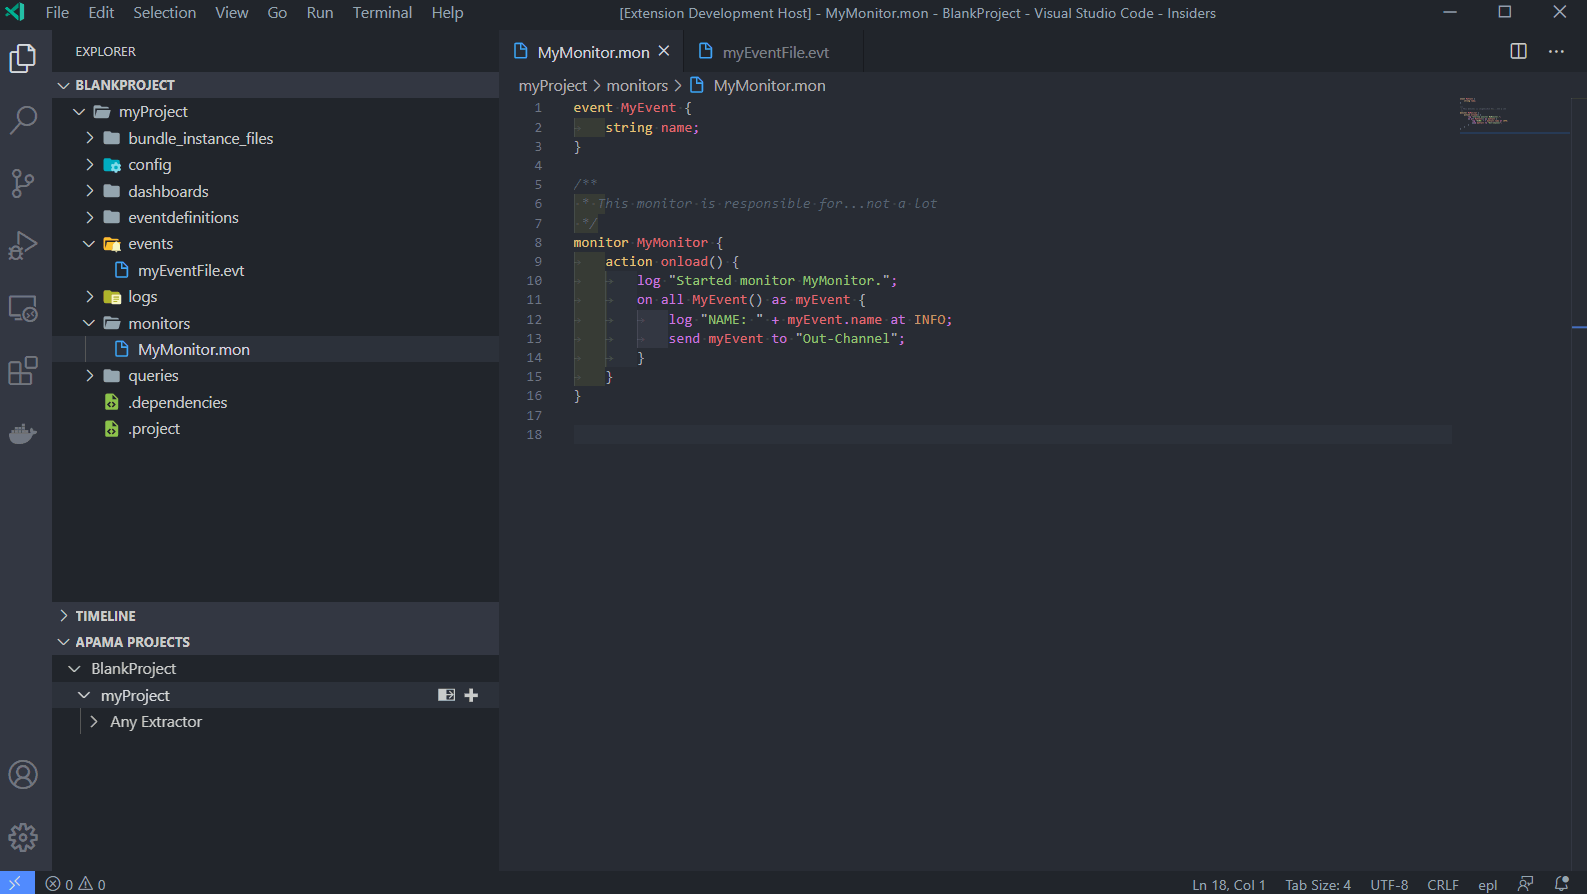 File Edit Selection View Go Run Terminal Help
[Extension Development Host] - MyMonitor.mon - BlankProject - Visual Studio Code - Insiders
EXPLORER
BLANKPROJECT
myProject
bundle_instance_files
config
dashboards
eventdefinitions
events
myEventFile.evt
logs
monitors
MyMonitor.mon
queries
.dependencies
.project
TIMELINE
APAMA PROJECTS
BlankProject
myProject
Any Extractor
MyMonitor.mon
myEventFile.evt
myProject > monitors > MyMonitor.mon
1 event MyEvent {
2 string name;
3 }
4
5 /**
6 * This monitor is responsible for...not a lot
7 */
8 monitor MyMonitor {
9 action onload() {
10 log "Started monitor MyMonitor.";
11 on all MyEvent() as myEvent {
12 log "NAME: " + myEvent.name at INFO;
13 send myEvent to "Out-Channel";
14 }
15 }
16 }
17
18
0 0
Ln 18, Col 1 Tab Size: 4 UTF-8 CRLF epl